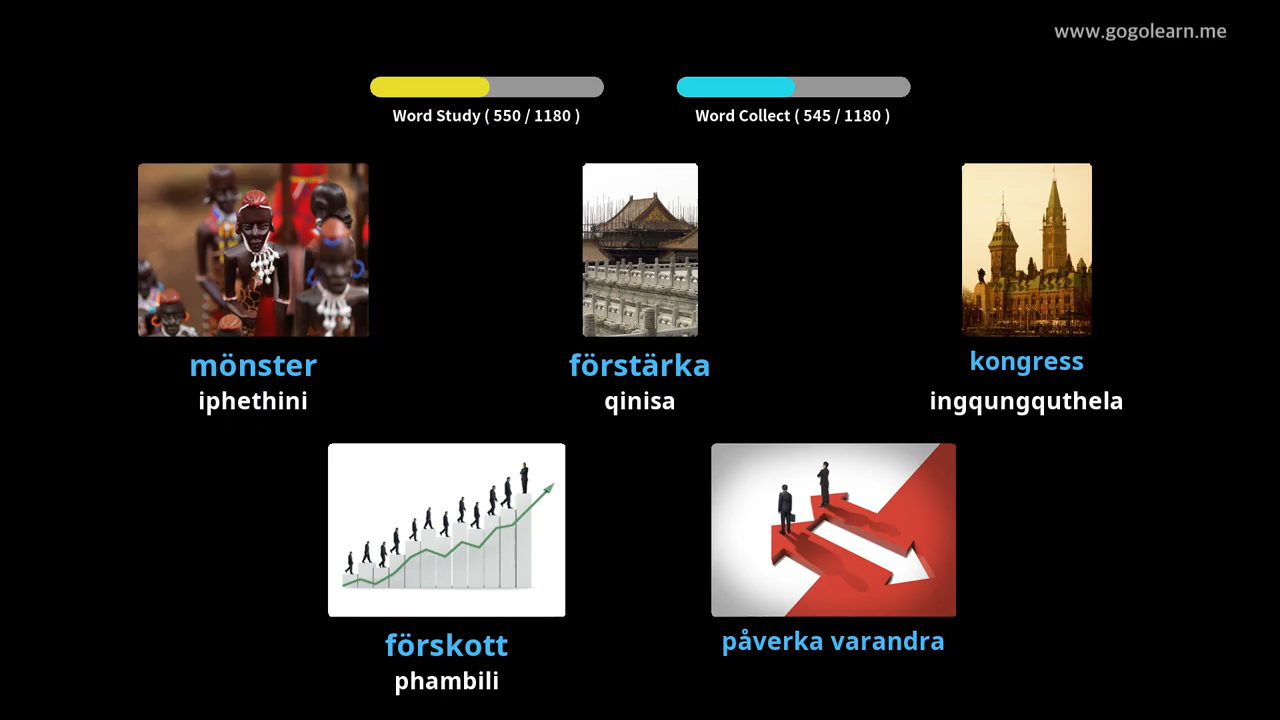 www.gogolearn.me
Word Study ( 550 / 1180 )
Word Collect ( 545 / 1180 )
mönster
iphethini
förstärka
qinisa
kongress
ingqungquthela
förskott
phambili
påverka varandra